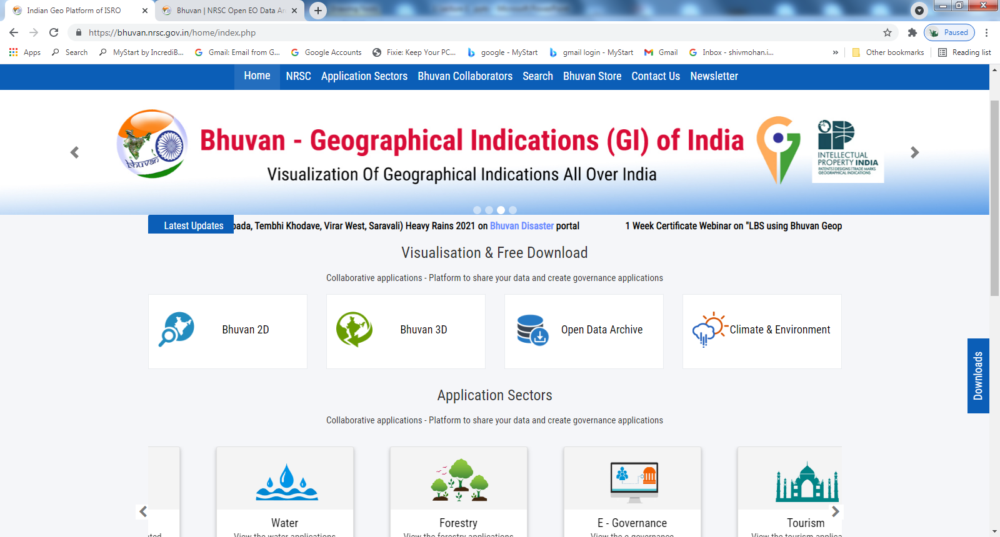 Indian Geo Platform of ISRO
Bhuvan | NRSC Open EO Data Ar
https://bhuvan.nrsc.gov.in/home/index.php
Paused
Apps
Search
MyStart by IncrediB...
Gmail: Email from G...
Google Accounts
Fixie: Keep Your PC...
google - MyStart
gmail login - MyStart
Gmail
Inbox - shivmohan.i...
»
Other bookmarks
Reading list
Home NRSC Application Sectors Bhuvan Collaborators Search Bhuvan Store Contact Us Newsletter
bhuvan
Bhuvan - Geographical Indications (GI) of India
Visualization Of Geographical Indications All Over India
INTELLECTUAL
PROPERTY INDIA
PATENTS | DESIGNS | TRADE MARKS
GEOGRAPHICAL INDICATIONS
Latest Updates
pada, Tembhi Khodave, Virar West, Saravali) Heavy Rains 2021 on Bhuvan Disaster portal
1 Week Certificate Webinar on "LBS using Bhuvan Geop
Visualisation & Free Download
Collaborative applications - Platform to share your data and create governance applications
Bhuvan 2D
Bhuvan 3D
Open Data Archive
Climate & Environment
Downloads
Application Sectors
Collaborative applications - Platform to share your data and create governance applications
Water
Forestry
E - Governance
Tourism
View the water applications
View the forestry applications
View the e-governance
View the tourism applica